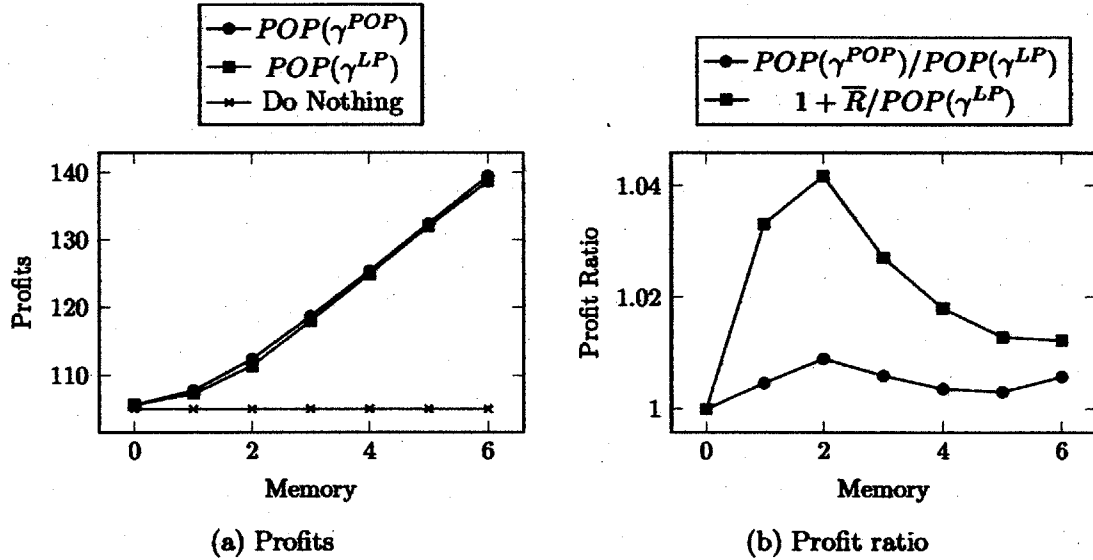 POP(γ^{POP})
POP(γ^{LP})
Do Nothing
140
130
120
110
Profits
0
2
4
6
Memory
(a) Profits
POP(γ^{POP})/POP(γ^{LP})
1 + R̅/POP(γ^{LP})
1.04
1.02
1
Profit Ratio
0
2
4
6
Memory
(b) Profit ratio